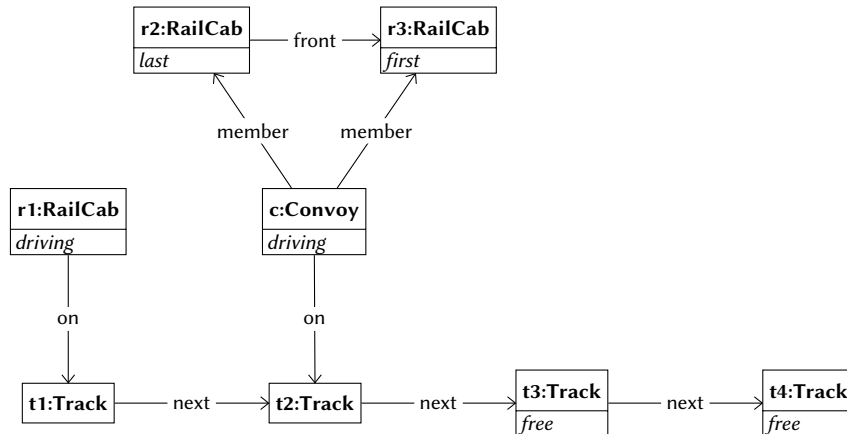 r2:RailCab front r3:RailCab
last first
member member
r1:RailCab c:Convoy
driving driving
on on
t1:Track next t2:Track next t3:Track next t4:Track
free free